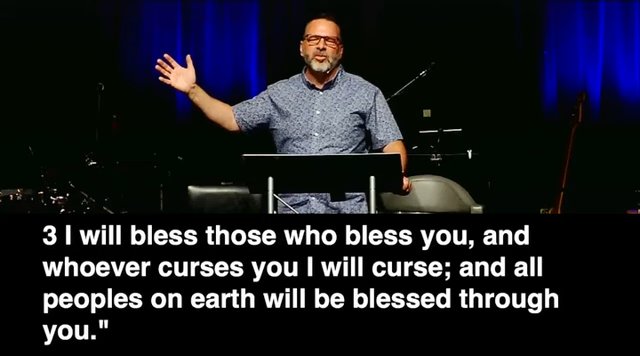 3 I will bless those who bless you, and
whoever curses you I will curse; and all
peoples on earth will be blessed through
you."